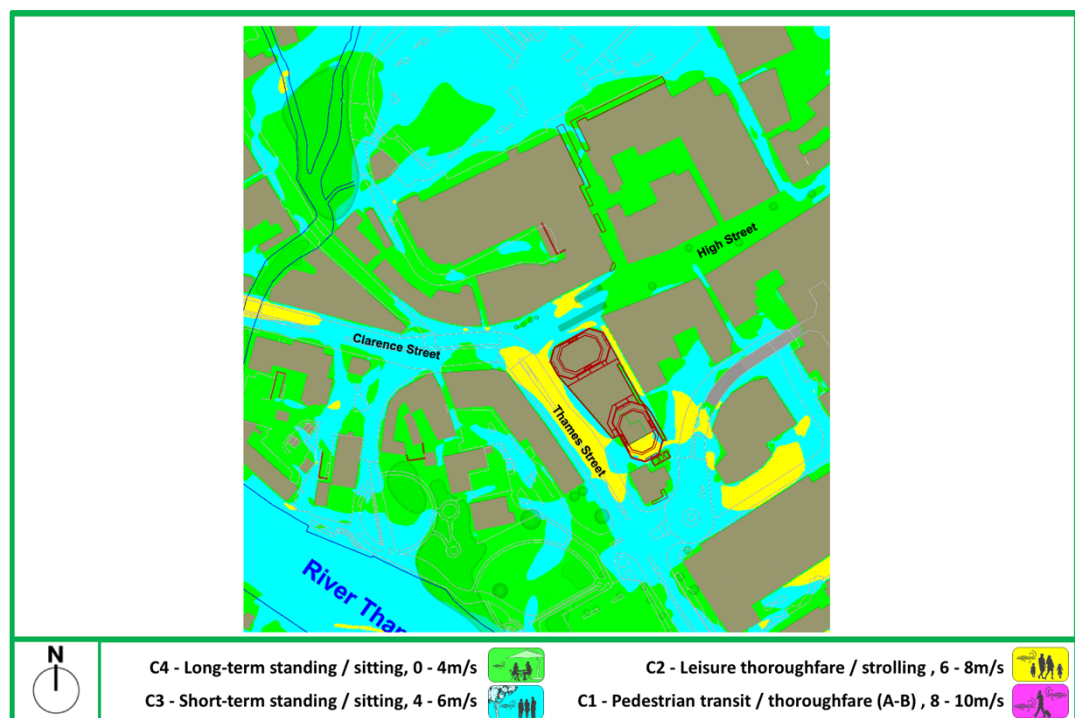 High Street
Clarence Street
Thames Street
River Thar
N
C4 - Long-term standing / sitting, 0 - 4m/s
C3 - Short-term standing / sitting, 4 - 6m/s
C2 - Leisure thoroughfare / strolling , 6 - 8m/s
C1 - Pedestrian transit / thoroughfare (A-B) , 8 - 10m/s